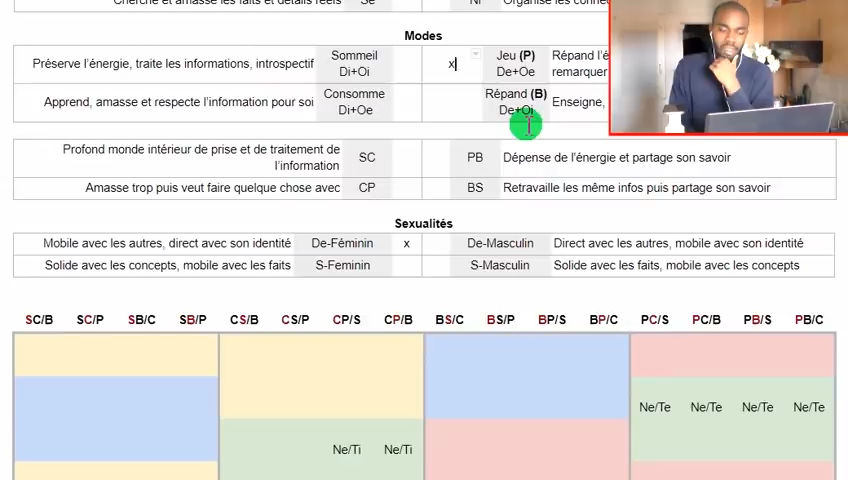 Cherche et amasse les faits et détails réels Se Ni Organise les conne
Modes
Préserve l'énergie, traite les informations, introspectif Sommeil Di+Oi x Jeu (P) De+Oe Répand l'é
remarquer
Apprend, amasse et respecte l'information pour soi Consomme Di+Oe Répand (B) De+Oi Enseigne,
Profond monde intérieur de prise et de traitement de l'information SC PB Dépense de l'énergie et partage son savoir
Amasse trop puis veut faire quelque chose avec CP BS Retravaille les même infos puis partage son savoir
Sexualités
Mobile avec les autres, direct avec son identité De-Féminin x De-Masculin Direct avec les autres, mobile avec son identité
Solide avec les concepts, mobile avec les faits S-Feminin S-Masculin Solide avec les faits, mobile avec les concepts
SC/B SC/P SB/C SB/P CS/B CS/P CP/S CP/B BS/C BS/P BP/S BP/C PC/S PC/B PB/S PB/C
Ne/Te Ne/Te Ne/Te Ne/Te
Ne/Ti Ne/Ti